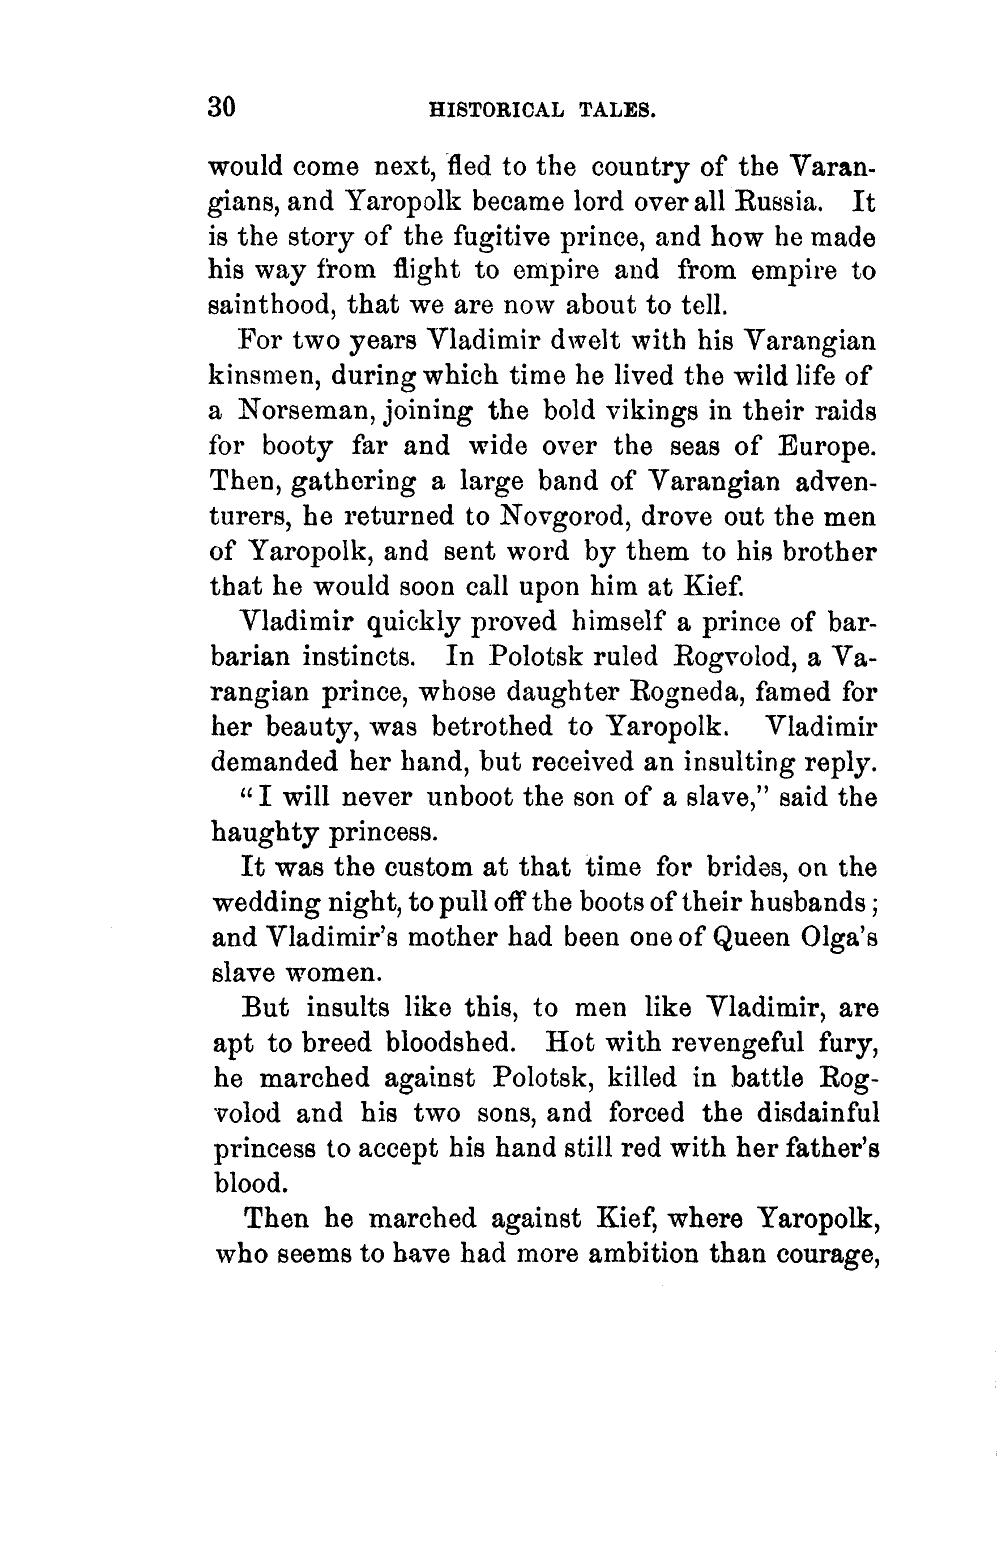 30 HISTORICAL TALES.
would come next, fled to the country of the Varan-
gians, and Yaropolk became lord over all Russia. It
is the story of the fugitive prince, and how he made
his way from flight to empire and from empire to
sainthood, that we are now about to tell.
For two years Vladimir dwelt with his Varangian
kinsmen, during which time he lived the wild life of
a Norseman, joining the bold vikings in their raids
for booty far and wide over the seas of Europe.
Then, gathering a large band of Varangian adven-
turers, he returned to Novgorod, drove out the men
of Yaropolk, and sent word by them to his brother
that he would soon call upon him at Kief.
Vladimir quickly proved himself a prince of bar-
barian instincts. In Polotsk ruled Rogvolod, a Va-
rangian prince, whose daughter Rogneda, famed for
her beauty, was betrothed to Yaropolk. Vladimir
demanded her hand, but received an insulting reply.
"I will never unboot the son of a slave," said the
haughty princess.
It was the custom at that time for brides, on the
wedding night, to pull off the boots of their husbands;
and Vladimir's mother had been one of Queen Olga's
slave women.
But insults like this, to men like Vladimir, are
apt to breed bloodshed. Hot with revengeful fury,
he marched against Polotsk, killed in battle Rog-
volod and his two sons, and forced the disdainful
princess to accept his hand still red with her father's
blood.
Then he marched against Kief, where Yaropolk,
who seems to have had more ambition than courage,